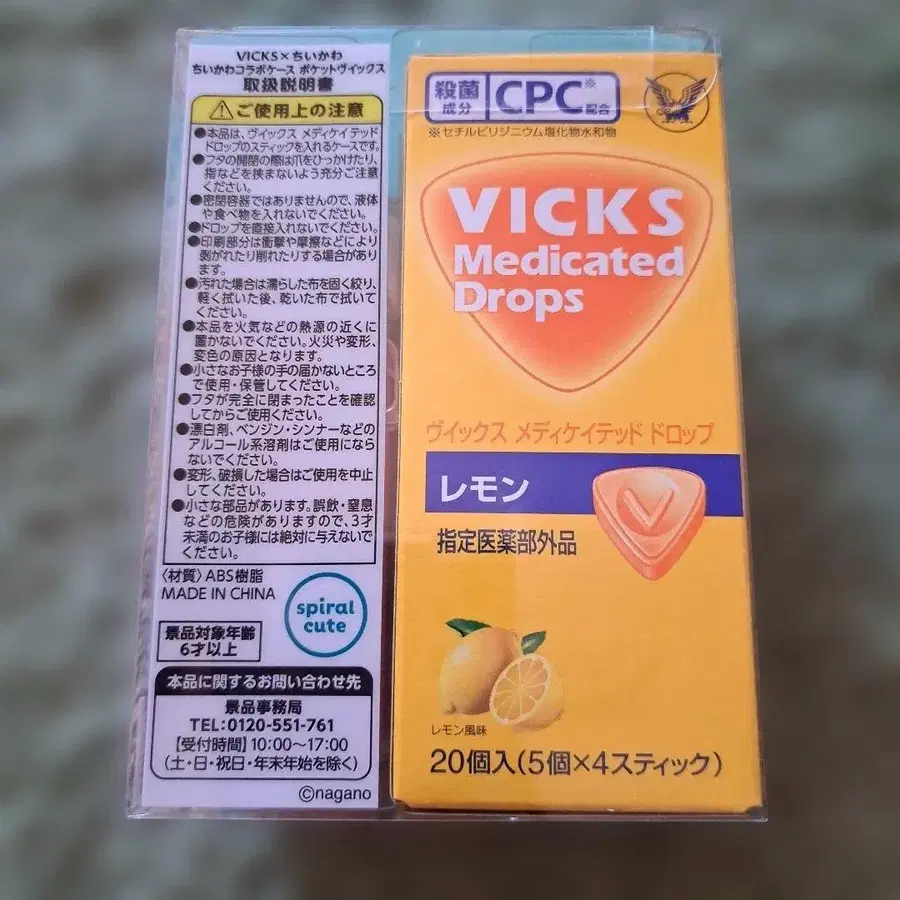 VICKS×ちいかわ
ちいかわコラボケース ポケットヴイックス
取扱説明書
ご使用上の注意
●本品は、ヴイックス メディケイテッド
ドロップのスティックを入れるケースです。
●フタの開閉の際は爪をひっかけたり、
指などを挟まないよう充分ご注意
ください。
●密閉容器ではありませんので、液体
や食べ物を入れないでください。
●ドロップを直接入れないでください。
●印刷部分は衝撃や摩擦などにより
剥がれたり削れたりする場合があり
ます。
●汚れた場合は濡らした布を固く絞り、
軽く拭いた後、乾いた布で拭いて
ください。
●本品を火気などの熱源の近くに
置かないでください。火災や変形、
変色の原因となります。
●小さなお子様の手の届かないところ
で使用・保管してください。
●フタが完全に閉まったことを確認
してからご使用ください。
●漂白剤、ベンジン・シンナーなどの
アルコール系溶剤はご使用になら
ないでください。
●変形、破損した場合はご使用を中止
してください。
●小さな部品があります。誤飲・窒息
などの危険がありますので、3才
未満のお子様には絶対に与えないで
ください。
〈材質〉ABS樹脂
MADE IN CHINA
spiral
cute
景品対象年齢
6才以上
本品に関するお問い合わせ先
景品事務局
TEL:0120-551-761
【受付時間】10:00〜17:00
(土・日・祝日・年末年始を除く)
©nagano
殺菌
成分
CPC※
配合
※セチルピリジニウム塩化物水和物
VICKS
Medicated
Drops
ヴイックス メディケイテッド ドロップ
レモン
V
指定医薬部外品
レモン風味
20個入(5個×4スティック)